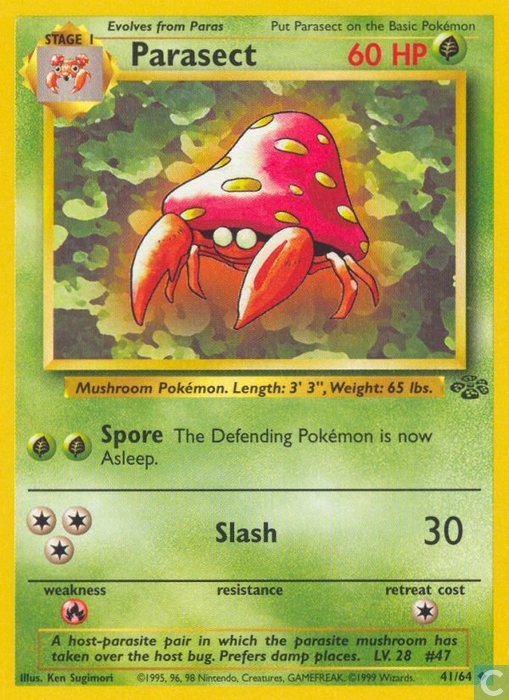 Evolves from Paras
Put Parasect on the Basic Pokémon
STAGE 1
Parasect
60 HP
Mushroom Pokémon. Length: 3' 3", Weight: 65 lbs.
Spore The Defending Pokémon is now
Asleep.
Slash
30
weakness
resistance
retreat cost
A host-parasite pair in which the parasite mushroom has
taken over the host bug. Prefers damp places. LV. 28 #47
Illus. Ken Sugimori
©1995, 96, 98 Nintendo, Creatures, GAMEFREAK. ©1999 Wizards.
41/64
C